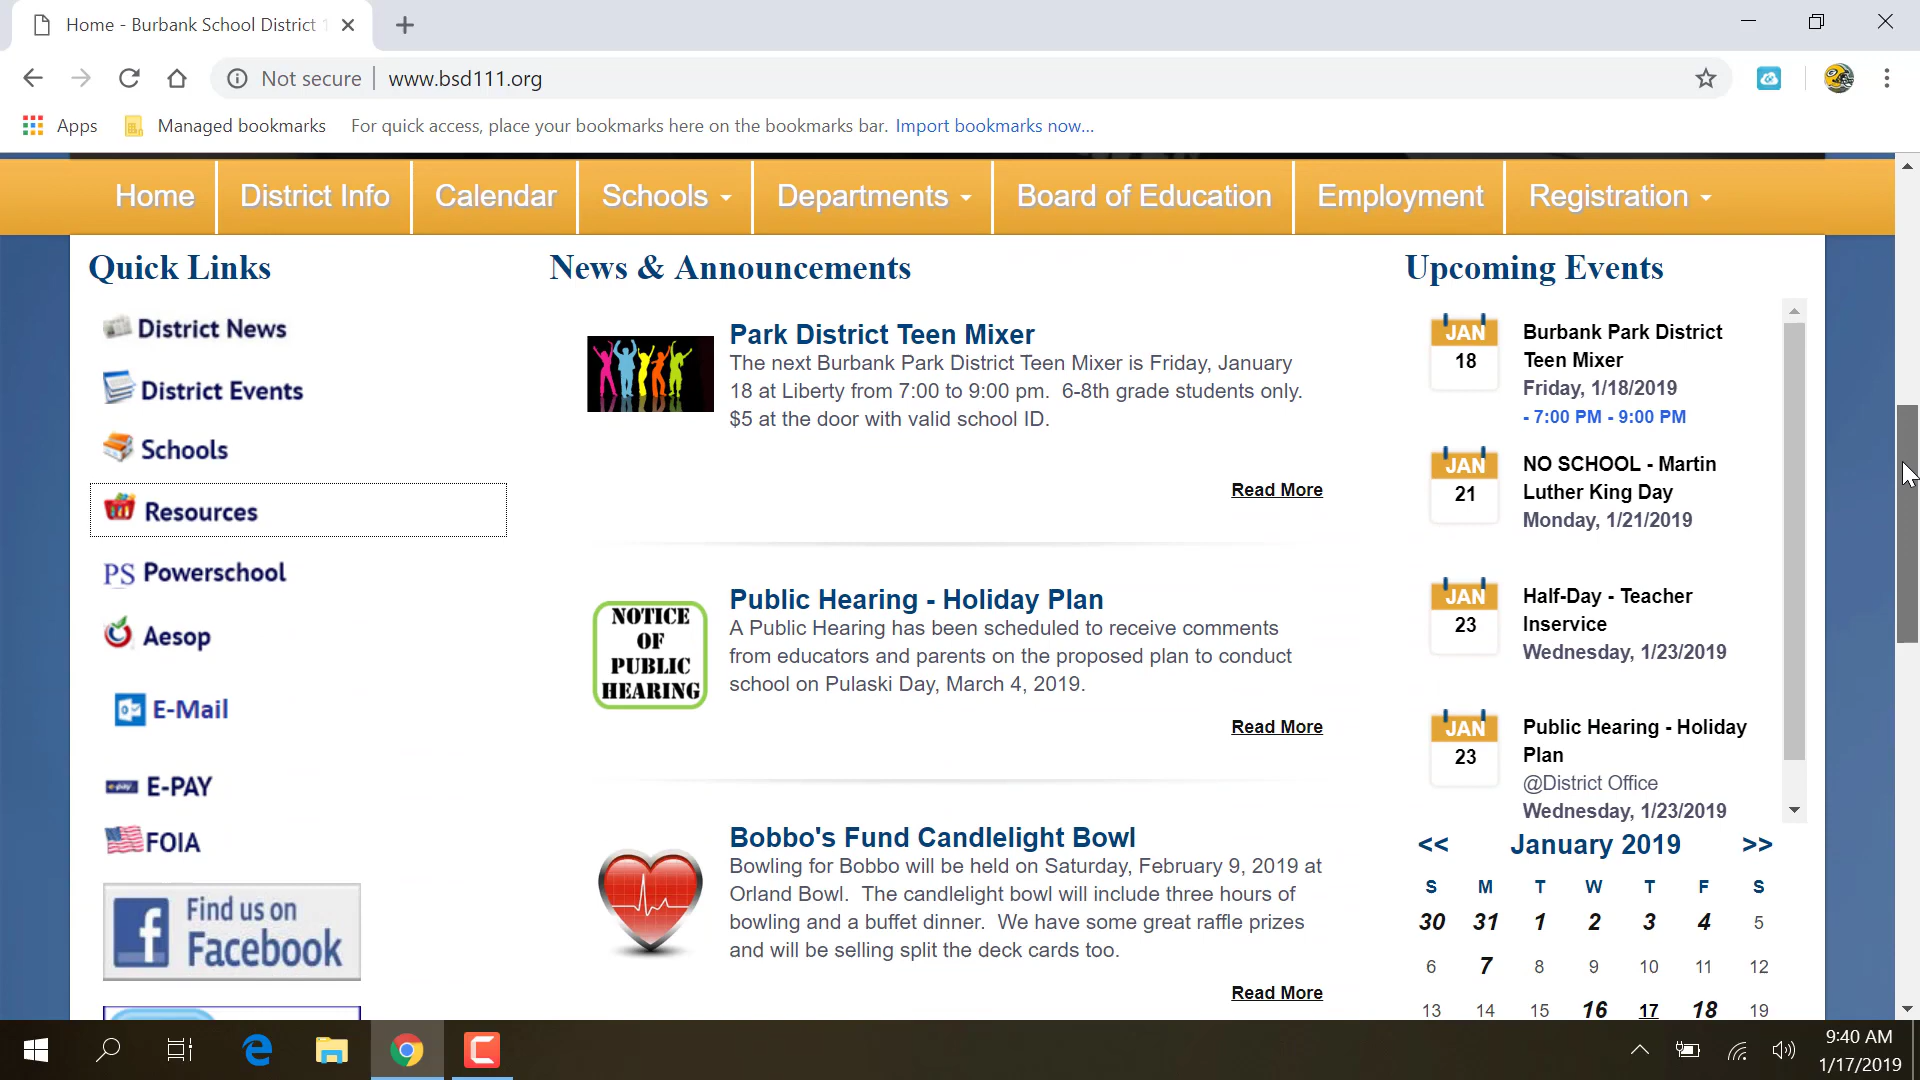 Home - Burbank School District
Not secure
www.bsd111.org
Apps
Managed bookmarks
For quick access, place your bookmarks here on the bookmarks bar. Import bookmarks now...
Home
District Info
Calendar
Schools
Departments
Board of Education
Employment
Registration
Quick Links
District News
District Events
Schools
Resources
PS Powerschool
Aesop
E-Mail
E-PAY
FOIA
Find us on
Facebook
News & Announcements
Park District Teen Mixer
The next Burbank Park District Teen Mixer is Friday, January
18 at Liberty from 7:00 to 9:00 pm. 6-8th grade students only.
$5 at the door with valid school ID.
Read More
NOTICE
OF
PUBLIC
HEARING
Public Hearing - Holiday Plan
A Public Hearing has been scheduled to receive comments
from educators and parents on the proposed plan to conduct
school on Pulaski Day, March 4, 2019.
Read More
Bobbo's Fund Candlelight Bowl
Bowling for Bobbo will be held on Saturday, February 9, 2019 at
Orland Bowl. The candlelight bowl will include three hours of
bowling and a buffet dinner. We have some great raffle prizes
and will be selling split the deck cards too.
Read More
Upcoming Events
JAN
18
Burbank Park District
Teen Mixer
Friday, 1/18/2019
- 7:00 PM - 9:00 PM
JAN
21
NO SCHOOL - Martin
Luther King Day
Monday, 1/21/2019
JAN
23
Half-Day - Teacher
Inservice
Wednesday, 1/23/2019
JAN
23
Public Hearing - Holiday
Plan
@District Office
Wednesday, 1/23/2019
<< January 2019 >>
S M T W T F S
30 31 1 2 3 4 5
6 7 8 9 10 11 12
13 14 15 16 17 18 19
9:40 AM
1/17/2019